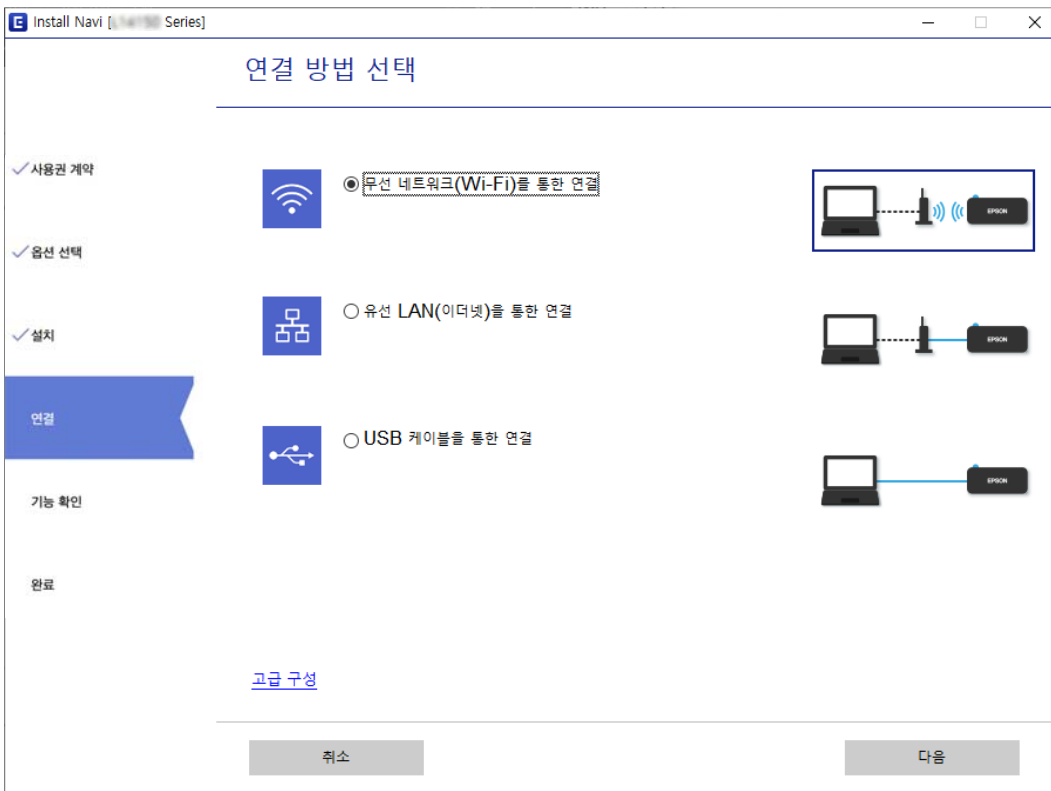 Install Navi [ Series]
연결 방법 선택
사용권 계약
옵션 선택
설치
연결
기능 확인
완료
무선 네트워크(Wi-Fi)를 통한 연결
EPSON
유선 LAN(이더넷)을 통한 연결
EPSON
USB 케이블을 통한 연결
EPSON
고급 구성
취소
다음